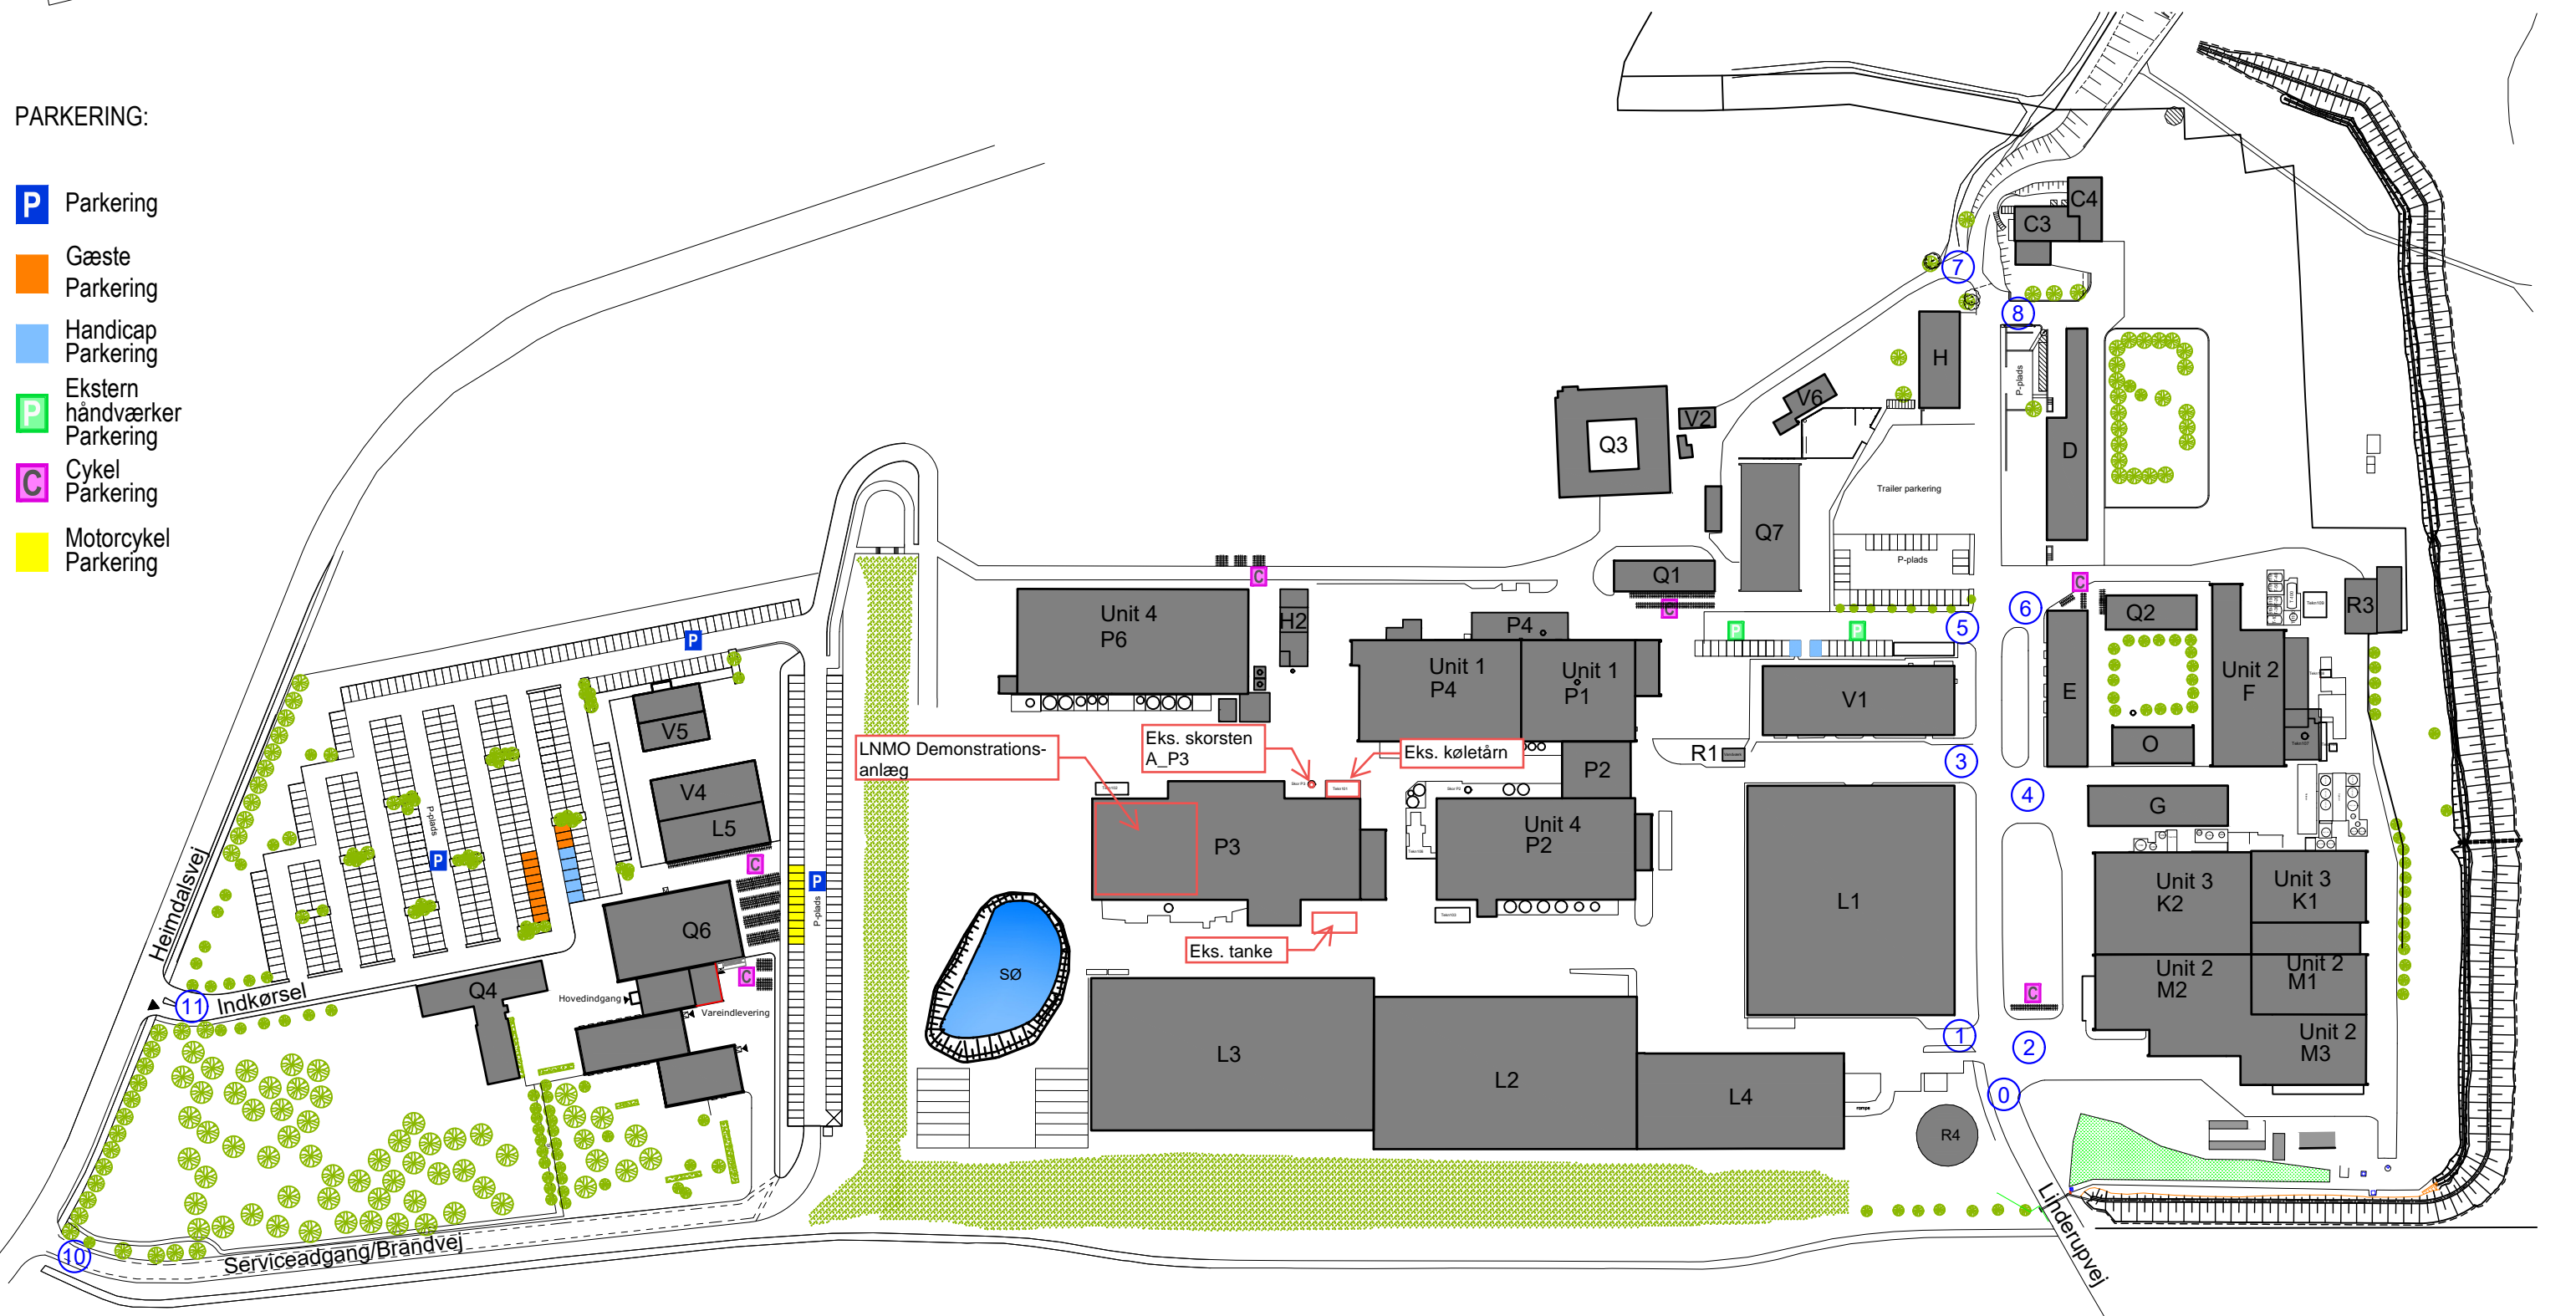 PARKERING:
P
Parkering
Gæste
Parkering
Handicap
Parkering
P
Ekstern
håndværker
Parkering
C
Cykel
Parkering
Motorcykel
Parkering
C4
C3
7
8
H
P-plads
D
V6
V2
Q3
Trailer parkering
Q7
P-plads
Q1
C
C
C
6
Q2
R3
P
P
5
Unit 4
P6
H2
P4
Unit 1
P4
Unit 1
P1
V1
E
Unit 2
F
O
P
V5
V4
L5
P-plads
P
C
P
P-plads
LNMO Demonstrations-
anlæg
Eks. skorsten
A_P3
Eks. køletårn
R1
3
P2
4
G
P3
Unit 4
P2
L1
Unit 3
K2
Unit 3
K1
Eks. tanke
Unit 2
M2
Unit 2
M1
Unit 2
M3
sø
Heimdalsvej
Q6
C
Q4
Hovedindgang
Vareindlevering
11
Indkørsel
C
1
2
0
L3
L2
L4
rampe
R4
10
Serviceadgang/Brandvej
Linderupvej